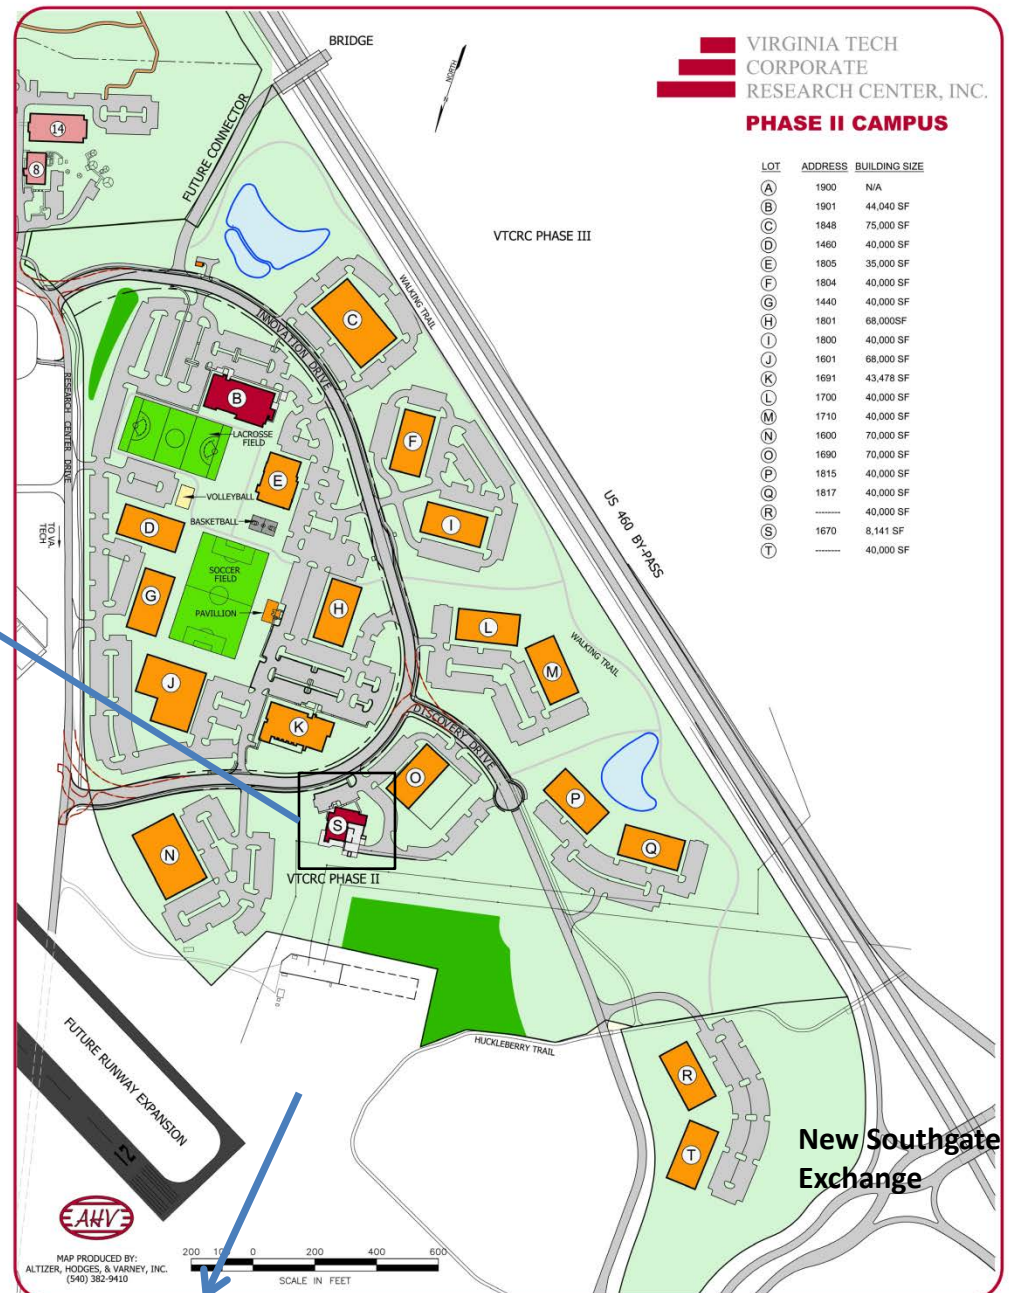 BRIDGE
NORTH
VIRGINIA TECH
CORPORATE
RESEARCH CENTER, INC.
PHASE II CAMPUS
LOT ADDRESS BUILDING SIZE
A 1900 N/A
B 1901 44,040 SF
C 1848 75,000 SF
D 1460 40,000 SF
E 1805 35,000 SF
F 1804 40,000 SF
G 1440 40,000 SF
H 1801 68,000SF
I 1800 40,000 SF
J 1601 68,000 SF
K 1691 43,478 SF
L 1700 40,000 SF
M 1710 40,000 SF
N 1600 70,000 SF
O 1690 70,000 SF
P 1815 40,000 SF
Q 1817 40,000 SF
R -------- 40,000 SF
S 1670 8,141 SF
T -------- 40,000 SF
14
8
FUTURE CONNECTOR
VTCRC PHASE III
WALKING TRAIL
INNOVATION DRIVE
C
RESEARCH CENTER DRIVE
B
LACROSSE
FIELD
F
E
VOLLEYBALL
BASKETBALL
I
D
TO VA
TECH
US 460 BY-PASS
SOCCER
FIELD
G
PAVILLION
H
L
WALKING TRAIL
M
J
K
DISCOVERY DRIVE
O
P
S
Q
N
VTCRC PHASE II
HUCKLEBERRY TRAIL
FUTURE RUNWAY EXPANSION
12
R
T
New Southgate
Exchange
AHV
MAP PRODUCED BY:
ALTIZER, HODGES, & VARNEY, INC.
(540) 382-9410
200 100 0 200 400 600
SCALE IN FEET